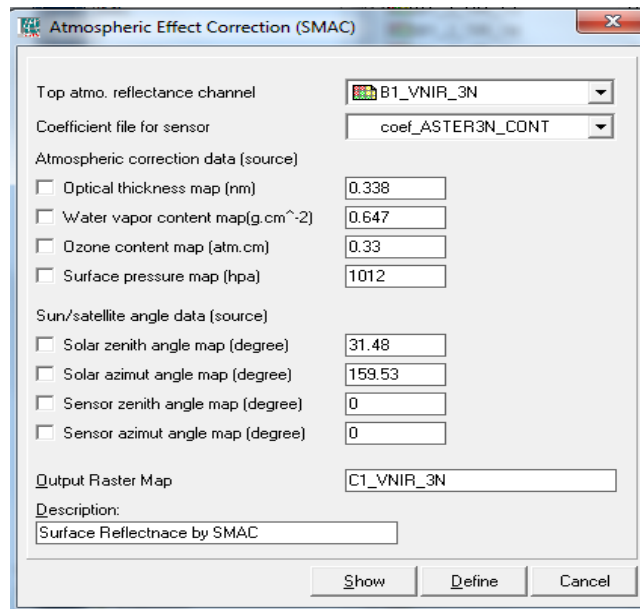 Atmospheric Effect Correction (SMAC)
Top atmo. reflectance channel B1_VNIR_3N
Coefficient file for sensor coef_ASTER3N_CONT
Atmospheric correction data (source)
Optical thickness map (nm) 0.338
Water vapor content map(g.cm^-2) 0.647
Ozone content map (atm.cm) 0.33
Surface pressure map (hpa) 1012
Sun/satellite angle data (source)
Solar zenith angle map (degree) 31.48
Solar azimut angle map (degree) 159.53
Sensor zenith angle map (degree) 0
Sensor azimut angle map (degree) 0
Output Raster Map C1_VNIR_3N
Description:
Surface Reflectnace by SMAC
Show Define Cancel